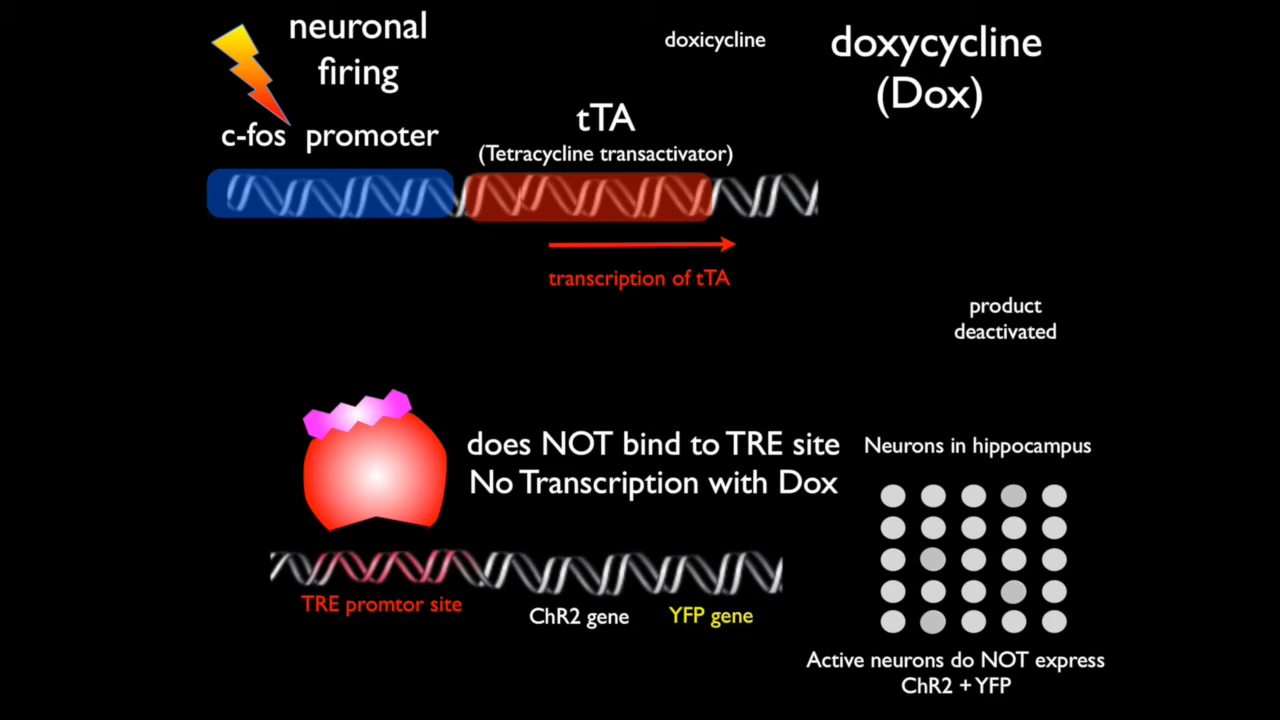 neuronal
firing
c-fos promoter
doxicycline
doxycycline
(Dox)
tTA
(Tetracycline transactivator)
transcription of tTA
product
deactivated
does NOT bind to TRE site
No Transcription with Dox
TRE promtor site
ChR2 gene
YFP gene
Neurons in hippocampus
Active neurons do NOT express
ChR2 + YFP